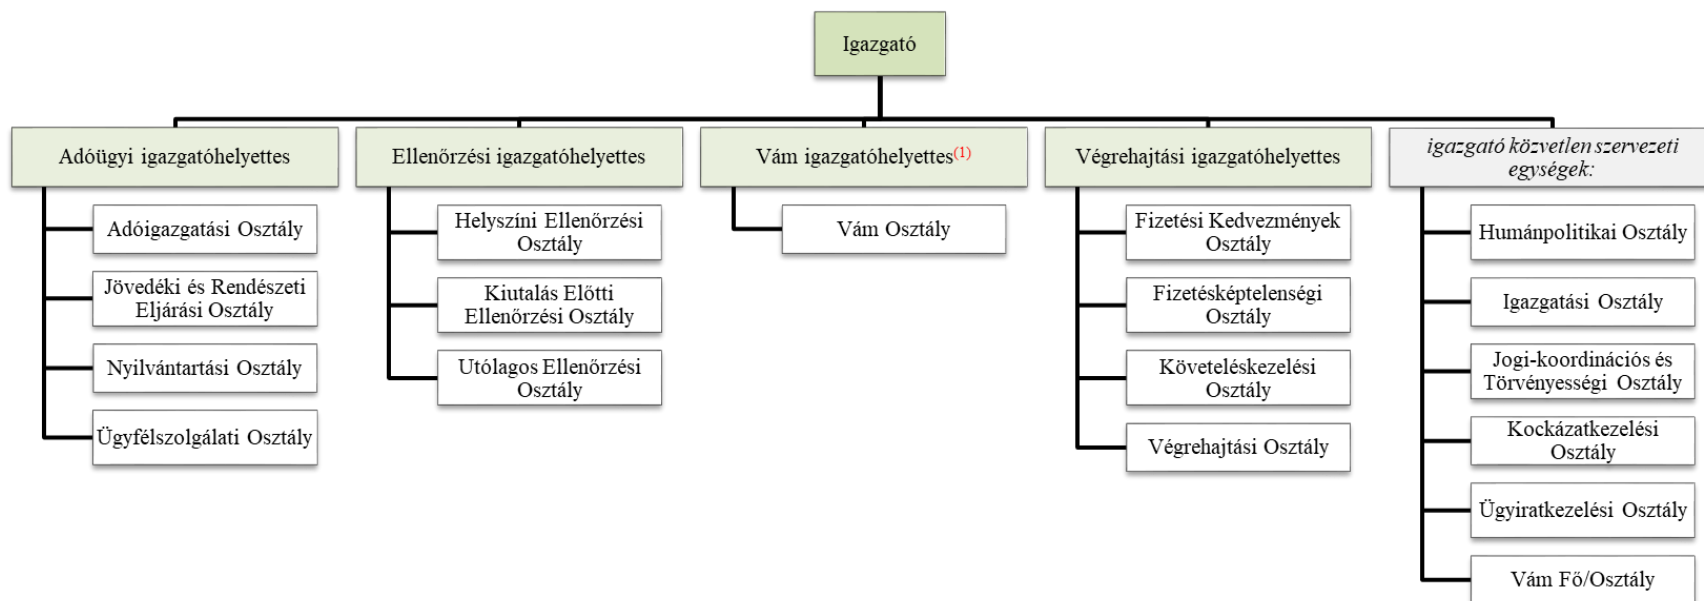 Igazgató
Adóügyi igazgatóhelyettes
Adóigazgatási Osztály
Jövedéki és Rendészeti
Eljárási Osztály
Nyilvántartási Osztály
Ügyfélszolgálati Osztály
Ellenőrzési igazgatóhelyettes
Helyszíni Ellenőrzési
Osztály
Kiutalás Előtti
Ellenőrzési Osztály
Utólagos Ellenőrzési
Osztály
Vám igazgatóhelyettes(1)
Vám Osztály
Végrehajtási igazgatóhelyettes
Fizetési Kedvezmények
Osztály
Fizetésképtelenségi
Osztály
Követeléskezelési
Osztály
Végrehajtási Osztály
igazgató közvetlen szervezeti
egységek:
Humánpolitikai Osztály
Igazgatási Osztály
Jogi-koordinációs és
Törvényességi Osztály
Kockázatkezelési
Osztály
Ügyiratkezelési Osztály
Vám Fő/Osztály